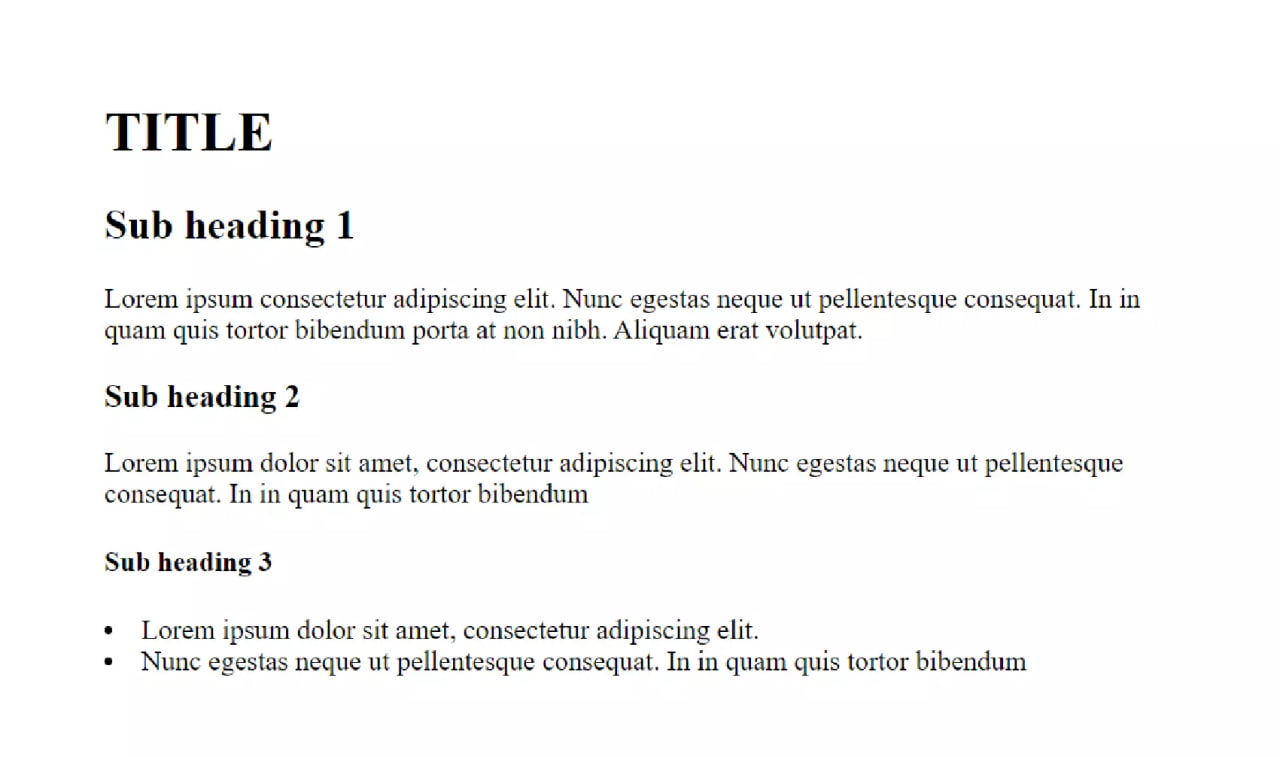 TITLE
Sub heading 1
Lorem ipsum consectetur adipiscing elit. Nunc egestas neque ut pellentesque consequat. In in
quam quis tortor bibendum porta at non nibh. Aliquam erat volutpat.
Sub heading 2
Lorem ipsum dolor sit amet, consectetur adipiscing elit. Nunc egestas neque ut pellentesque
consequat. In in quam quis tortor bibendum
Sub heading 3
• Lorem ipsum dolor sit amet, consectetur adipiscing elit.
• Nunc egestas neque ut pellentesque consequat. In in quam quis tortor bibendum